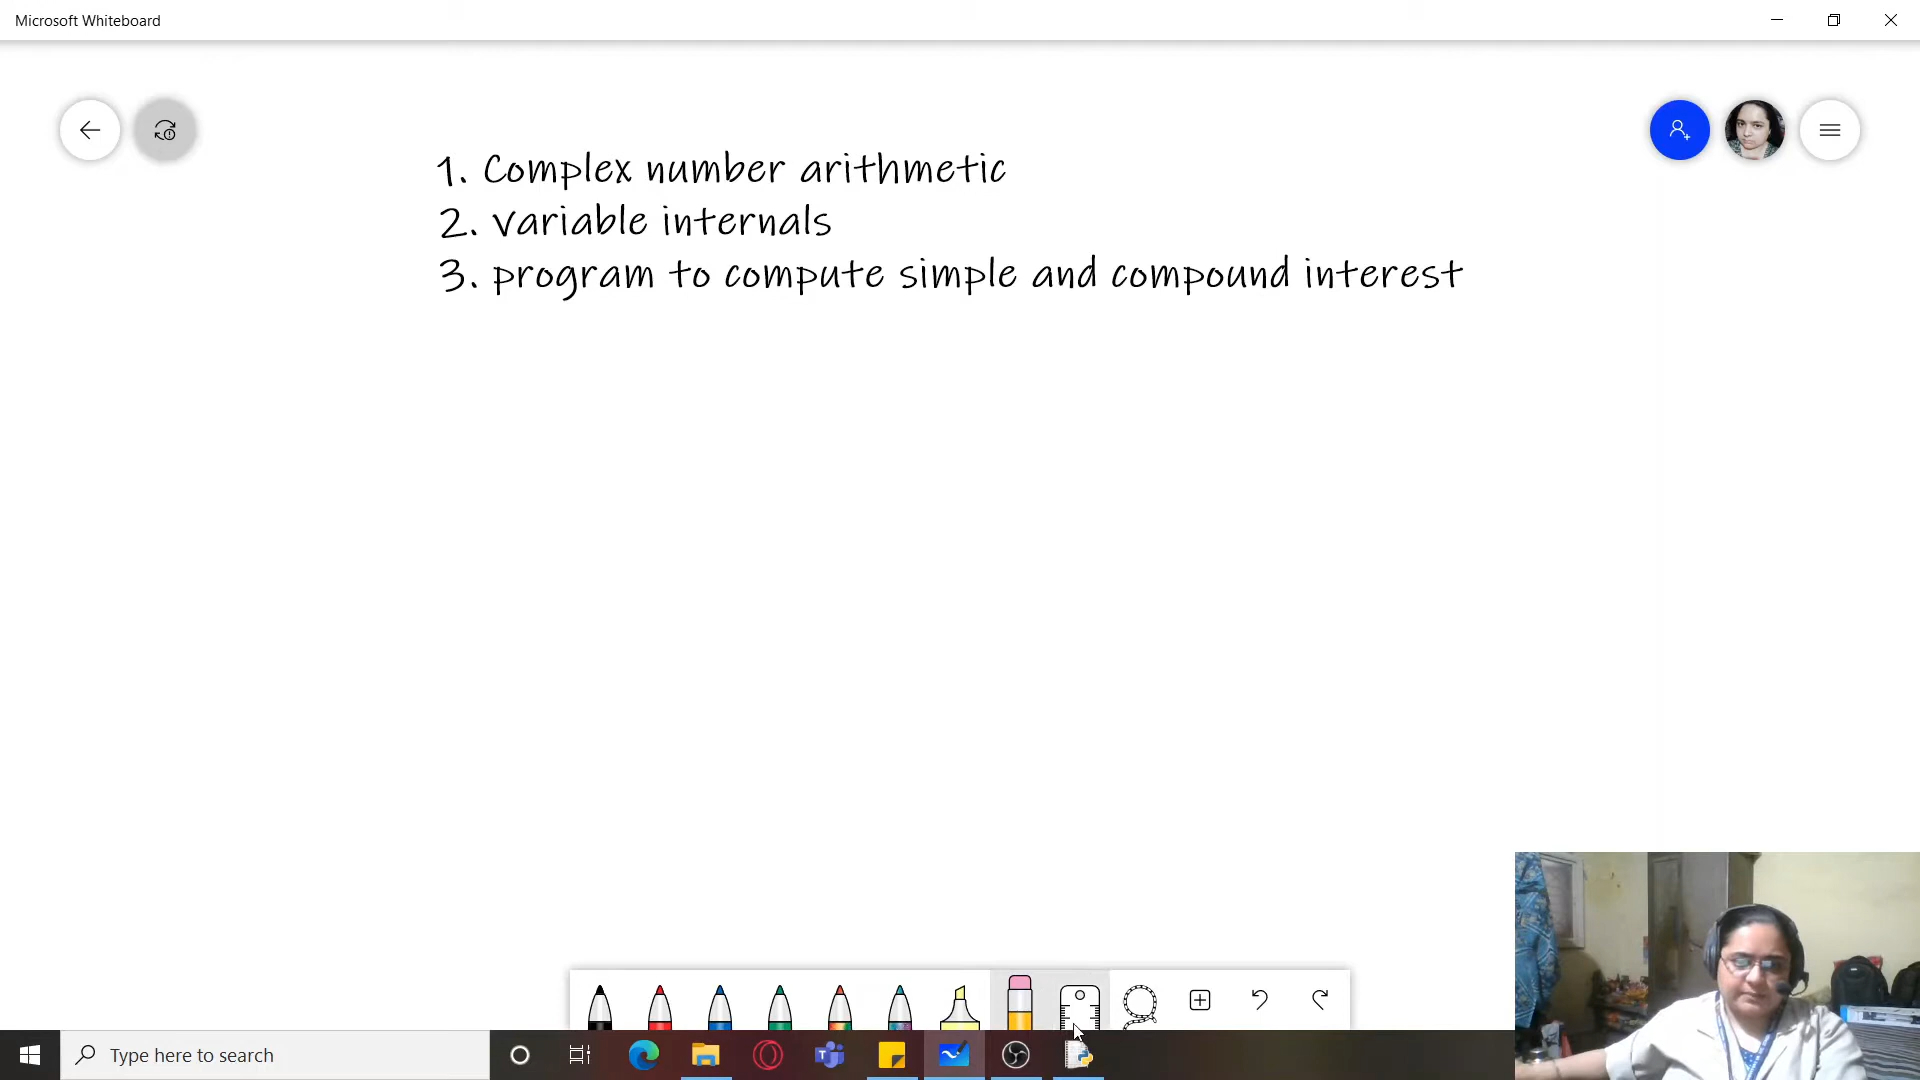 Microsoft Whiteboard
1. Complex number arithmetic
2. variable internals
3. program to compute simple and compound interest
Type here to search